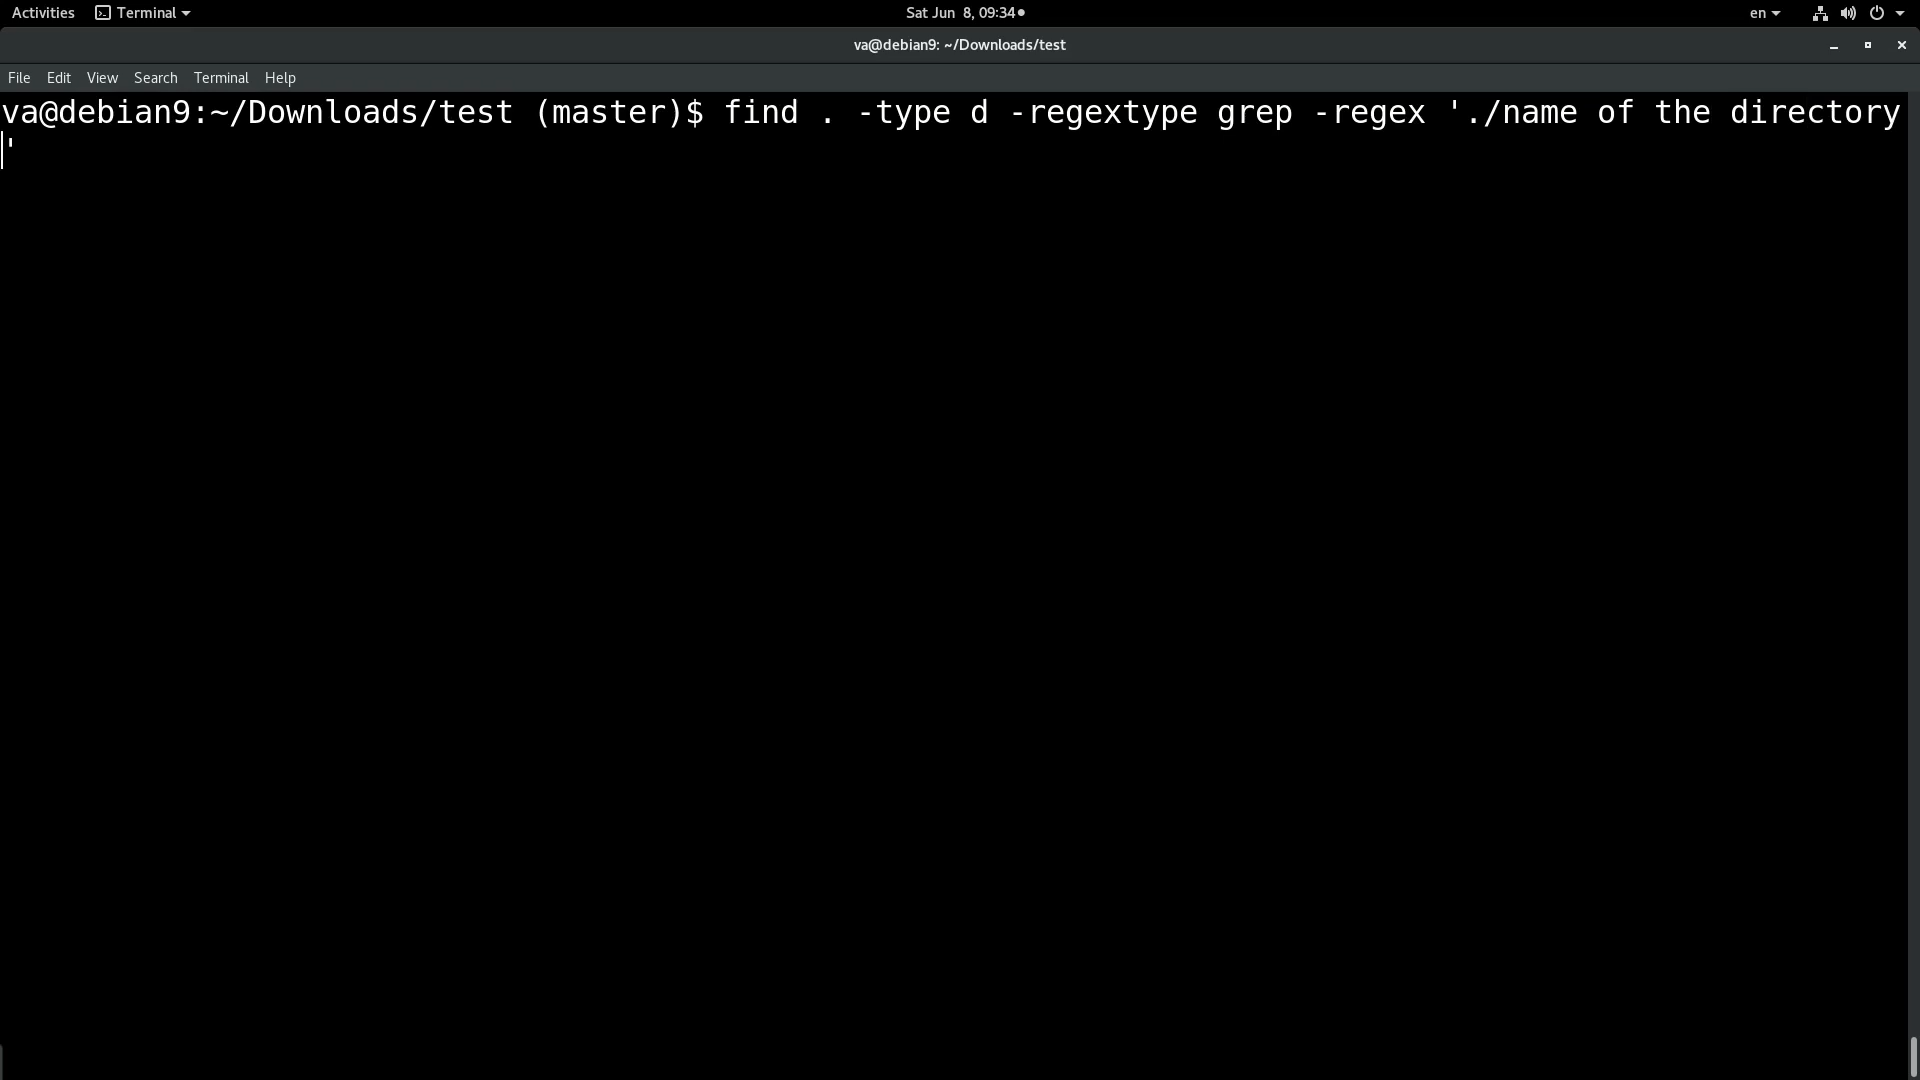 Activities Terminal Sat Jun 8, 09:34 en
va@debian9: ~/Downloads/test
File Edit View Search Terminal Help
va@debian9:~/Downloads/test (master)$ find . -type d -regextype grep -regex './name of the directory
'